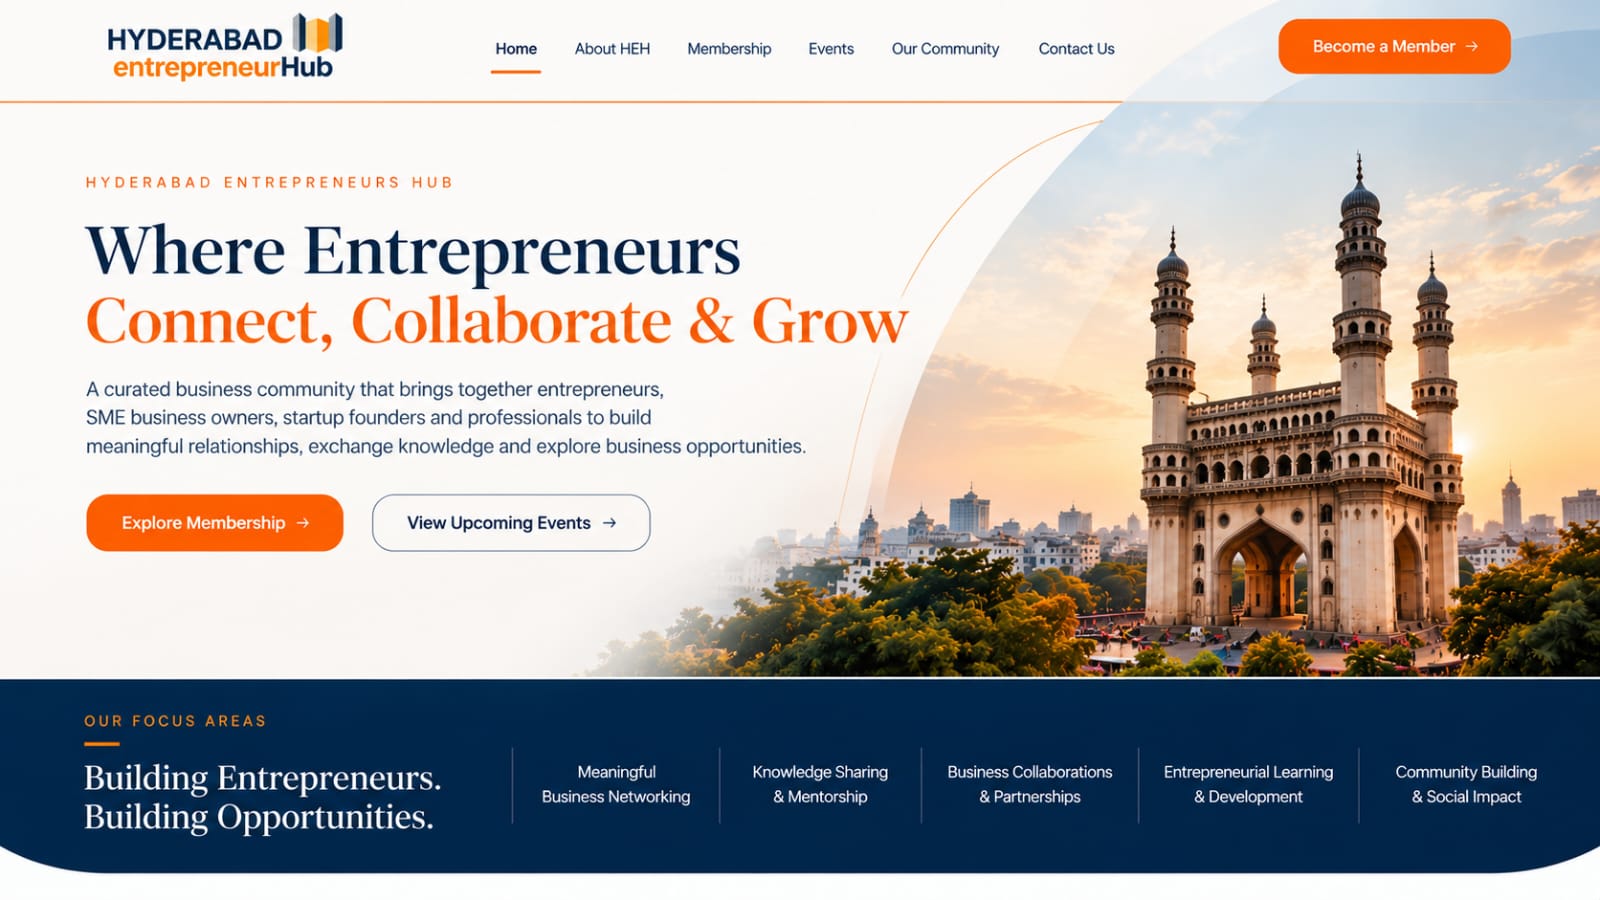 HYDERABAD
entrepreneurHub
Home
About HEH
Membership
Events
Our Community
Contact Us
Become a Member →
HYDERABAD ENTREPRENEURS HUB
Where Entrepreneurs
Connect, Collaborate & Grow
A curated business community that brings together entrepreneurs,
SME business owners, startup founders and professionals to build
meaningful relationships, exchange knowledge and explore business opportunities.
Explore Membership →
View Upcoming Events →
OUR FOCUS AREAS
Building Entrepreneurs.
Building Opportunities.
Meaningful
Business Networking
Knowledge Sharing
& Mentorship
Business Collaborations
& Partnerships
Entrepreneurial Learning
& Development
Community Building
& Social Impact